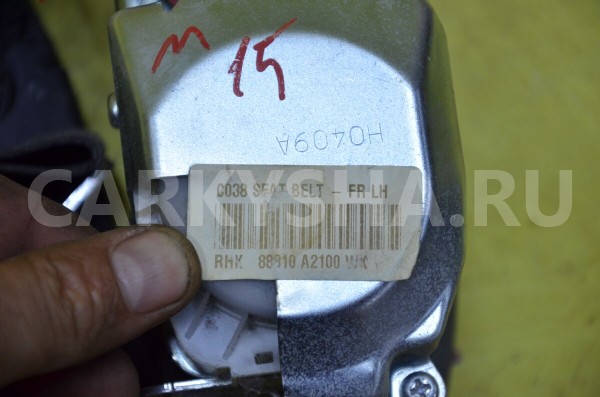 m 15
H0409A
C038 SEAT BELT - FR LH
RHK 88810 A2100 WK
CARKYSHA.RU